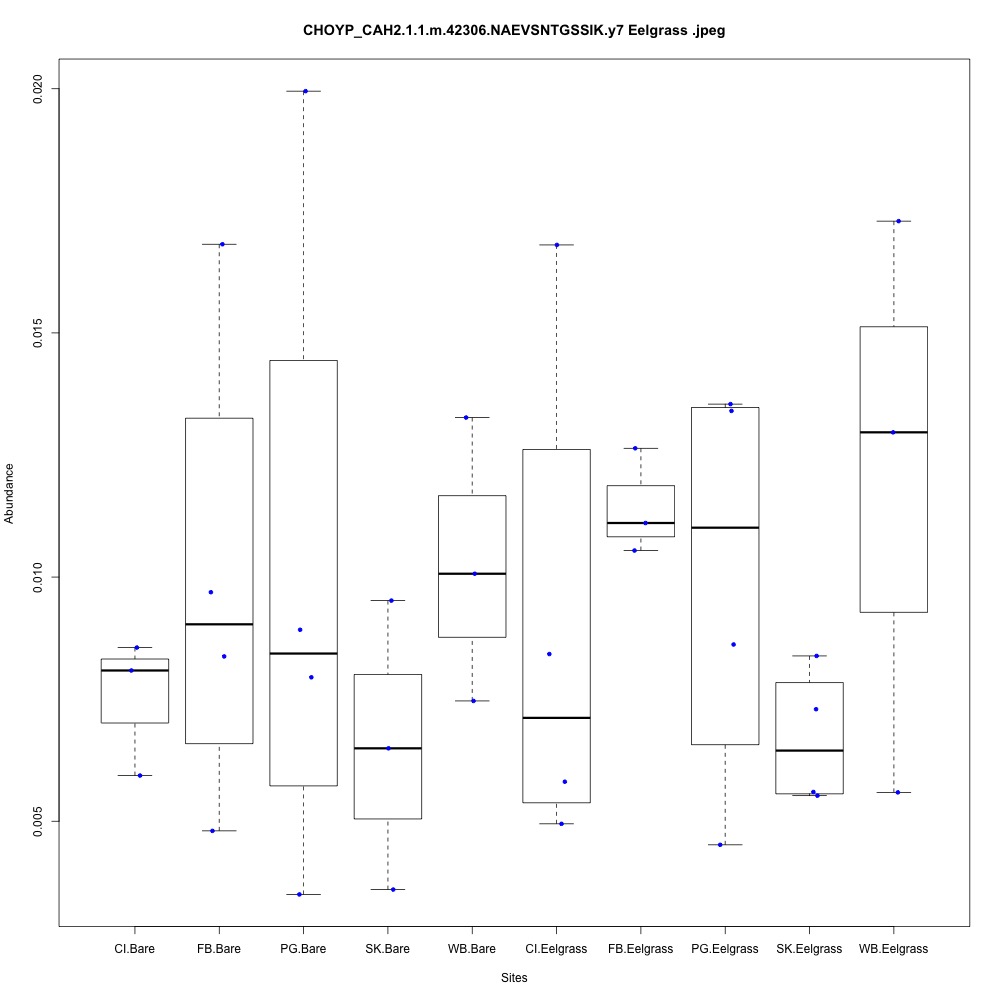 CHOYP_CAH2.1.1.m.42306.NAEVSNTGSSIK.y7 Eelgrass .jpeg
0.020
0.015
0.010
0.005
Abundance
CI.Bare FB.Bare PG.Bare SK.Bare WB.Bare CI.Eelgrass FB.Eelgrass PG.Eelgrass SK.Eelgrass WB.Eelgrass
Sites